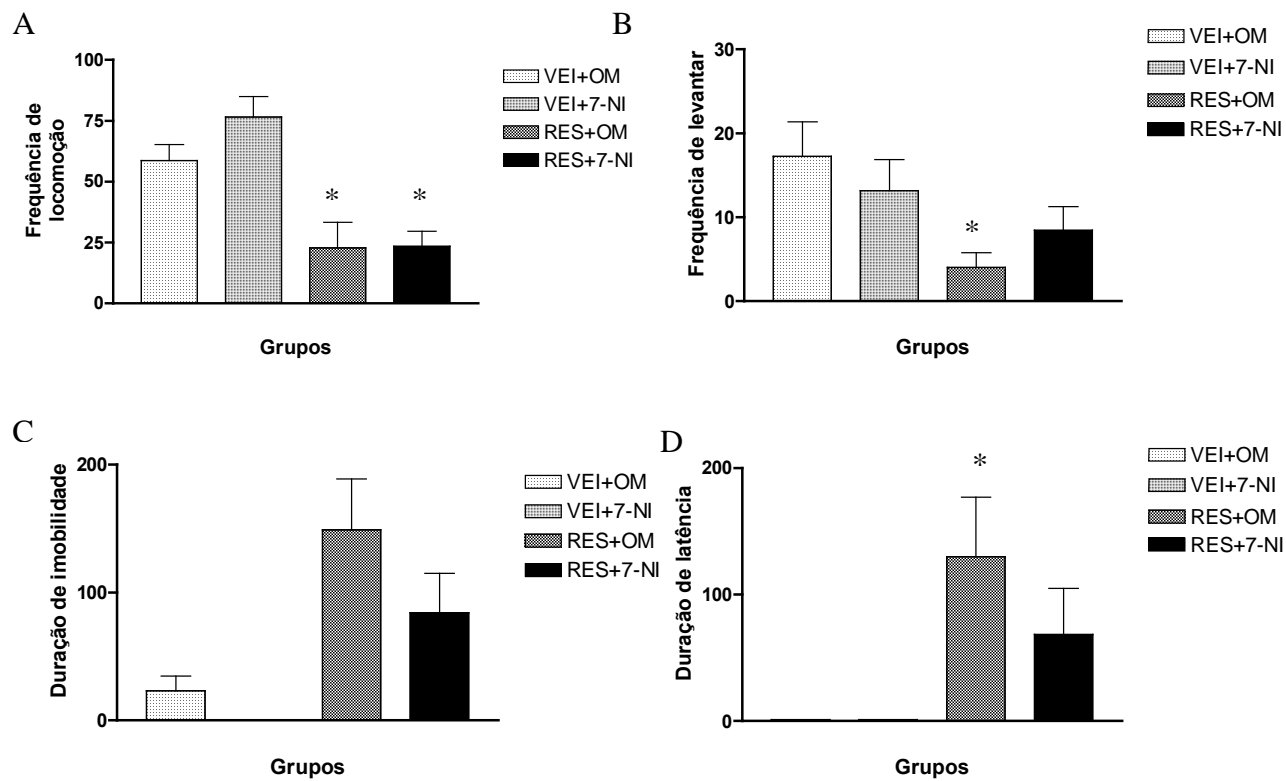 A
Frequência de
locomoção
100
75
50
25
0
*
*
Grupos
VEI+OM
VEI+7-NI
RES+OM
RES+7-NI
B
Frequência de levantar
30
20
10
0
*
Grupos
VEI+OM
VEI+7-NI
RES+OM
RES+7-NI
C
Duração de imobilidade
200
100
0
Grupos
VEI+OM
VEI+7-NI
RES+OM
RES+7-NI
D
Duração de latência
200
100
0
*
Grupos
VEI+OM
VEI+7-NI
RES+OM
RES+7-NI